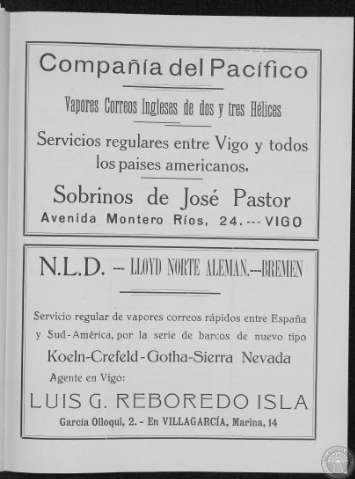 Compañía del Pacífico
Vapores Correos Ingleses de dos y tres Hélices
Servicios regulares entre Vigo y todos
los paises americanos.
Sobrinos de José Pastor
Avenida Montero Ríos, 24.---VIGO
N.L.D. -- LLOYD NORTE ALEMAN.---BREMEN
Servicio regular de vapores correos rápidos entre España
y Sud-América, por la serie de barcos de nuevo tipo
Koeln-Crefeld-Gotha-Sierra Nevada
Agente en Vigo:
LUIS G. REBOREDO ISLA
García Olloqui, 2. - En VILLAGARCÍA, Marina, 14